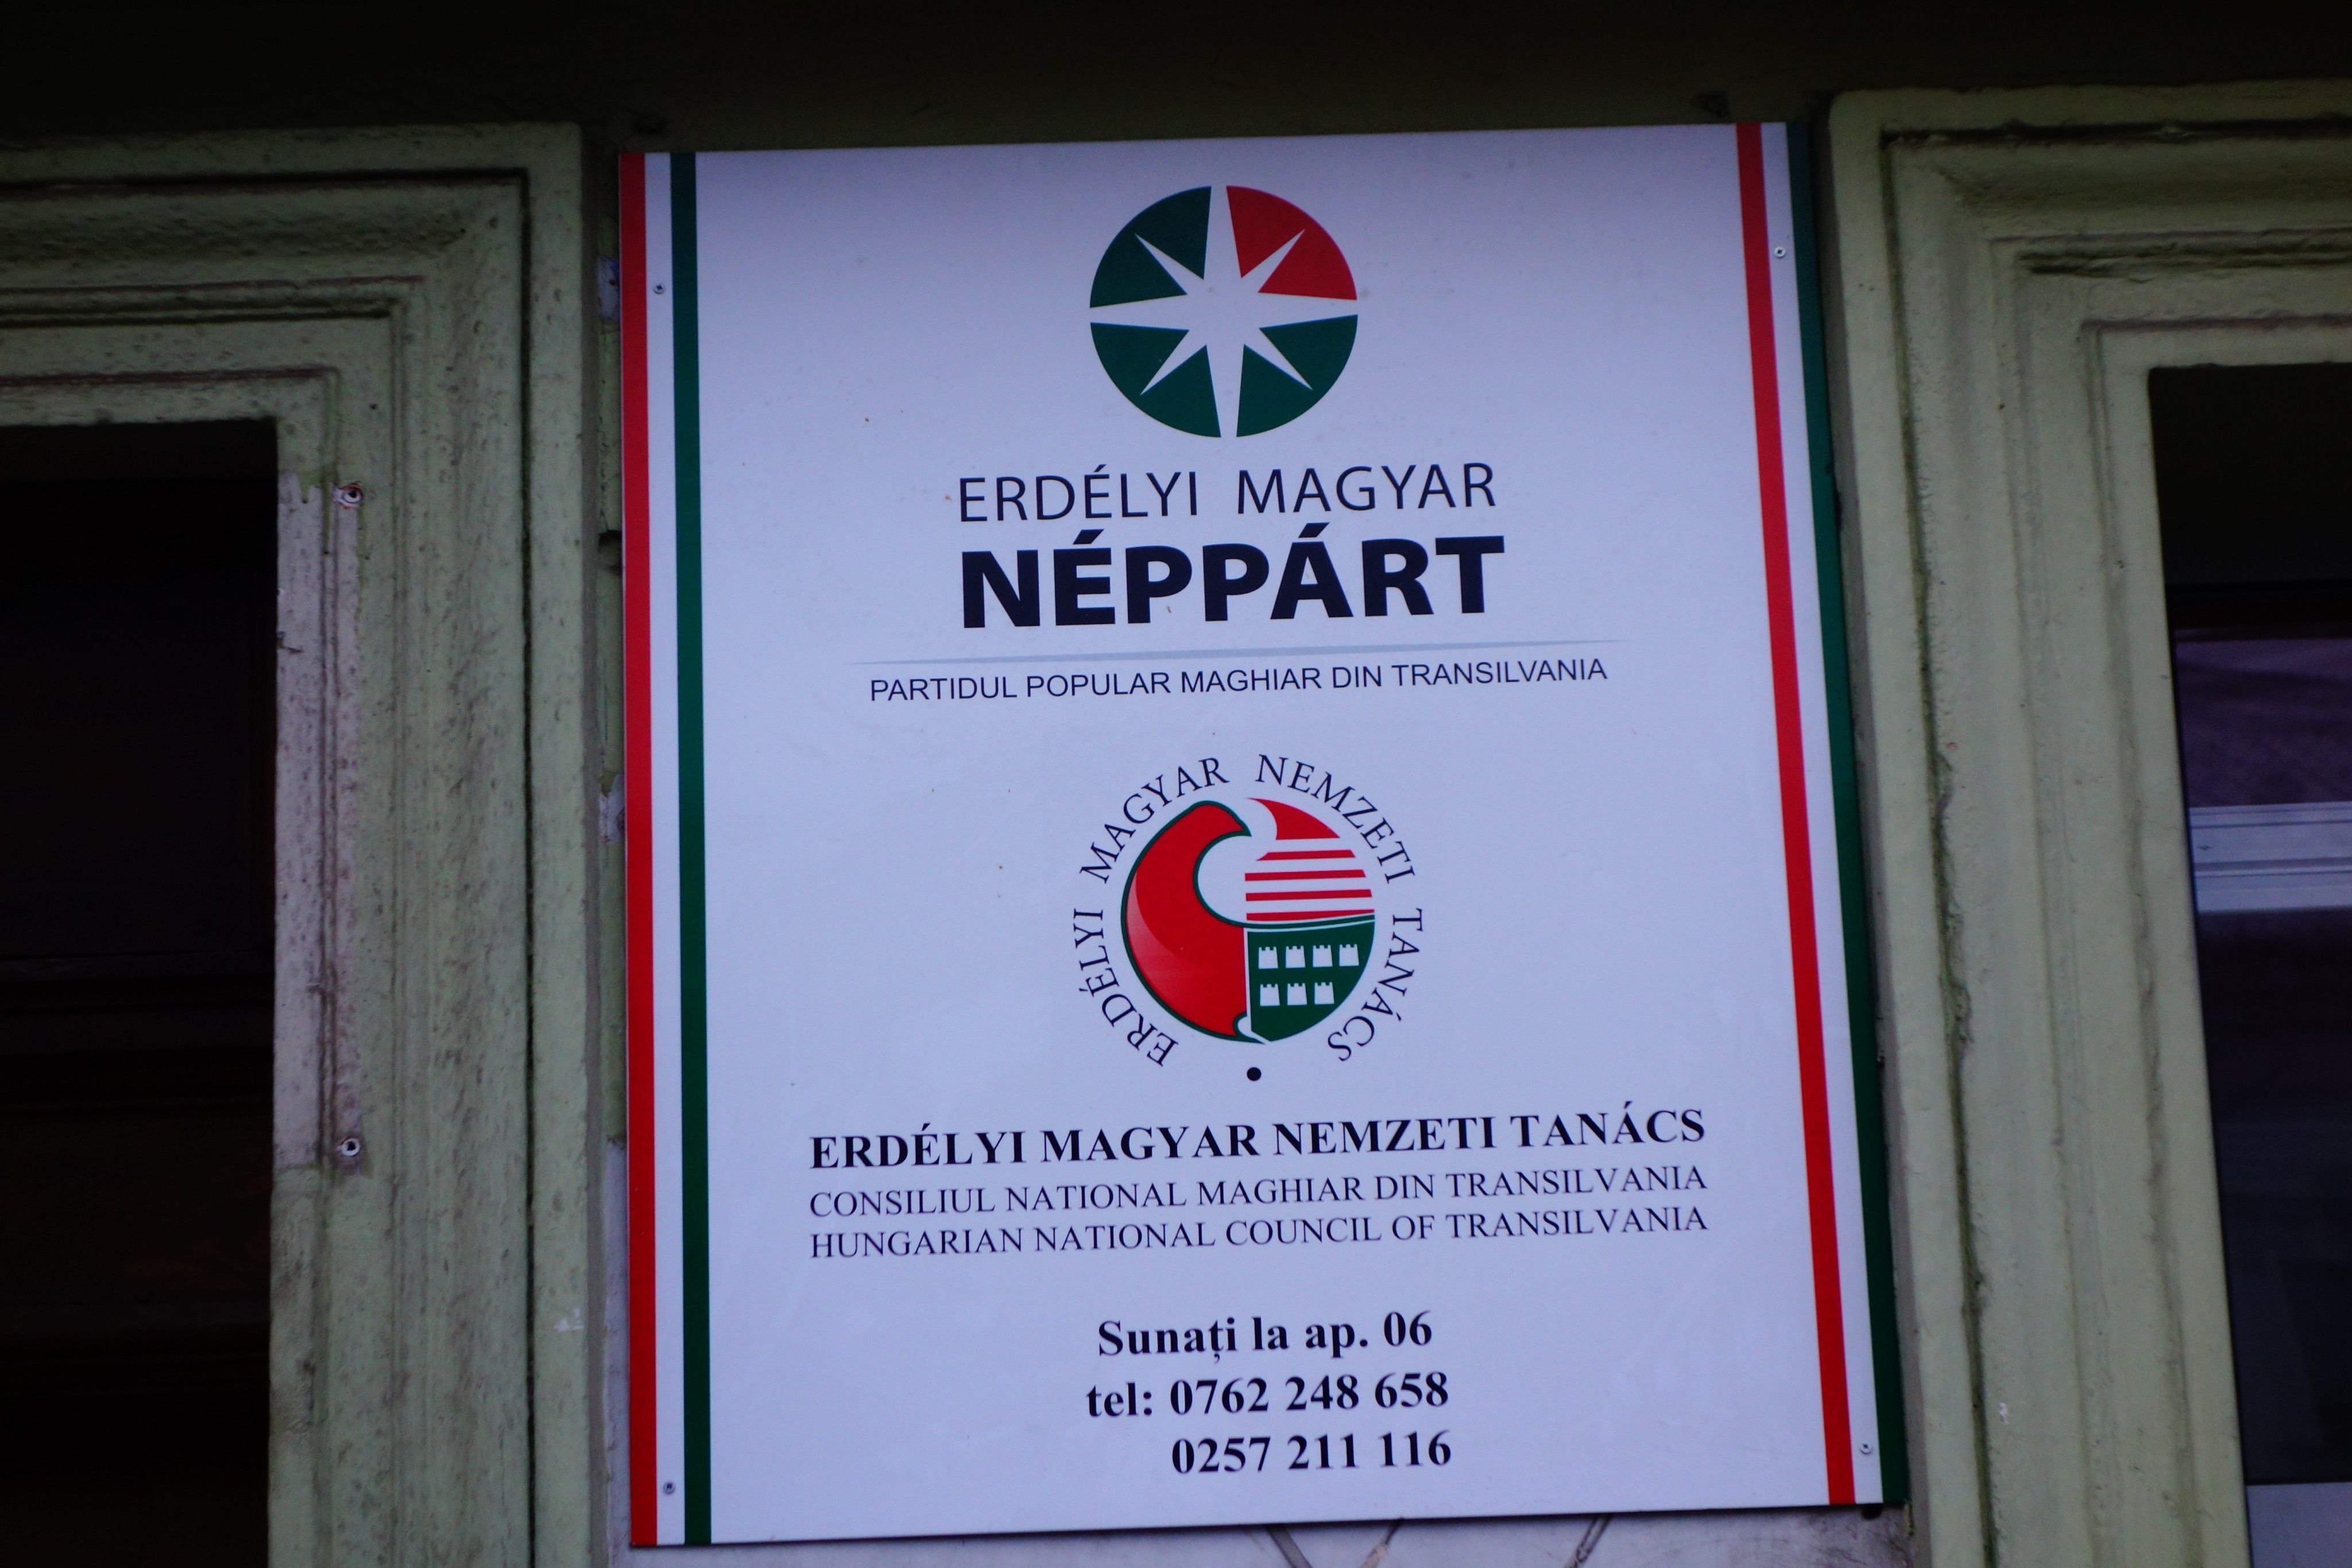 ERDÉLYI MAGYAR
NÉPPÁRT
PARTIDUL POPULAR MAGHIAR DIN TRANSILVANIA
ERDÉLYI MAGYAR NEMZETI TANÁCS
ERDÉLYI MAGYAR NEMZETI TANÁCS
CONSILIUL NATIONAL MAGHIAR DIN TRANSILVANIA
HUNGARIAN NATIONAL COUNCIL OF TRANSILVANIA
Sunați la ap. 06
tel: 0762 248 658
0257 211 116